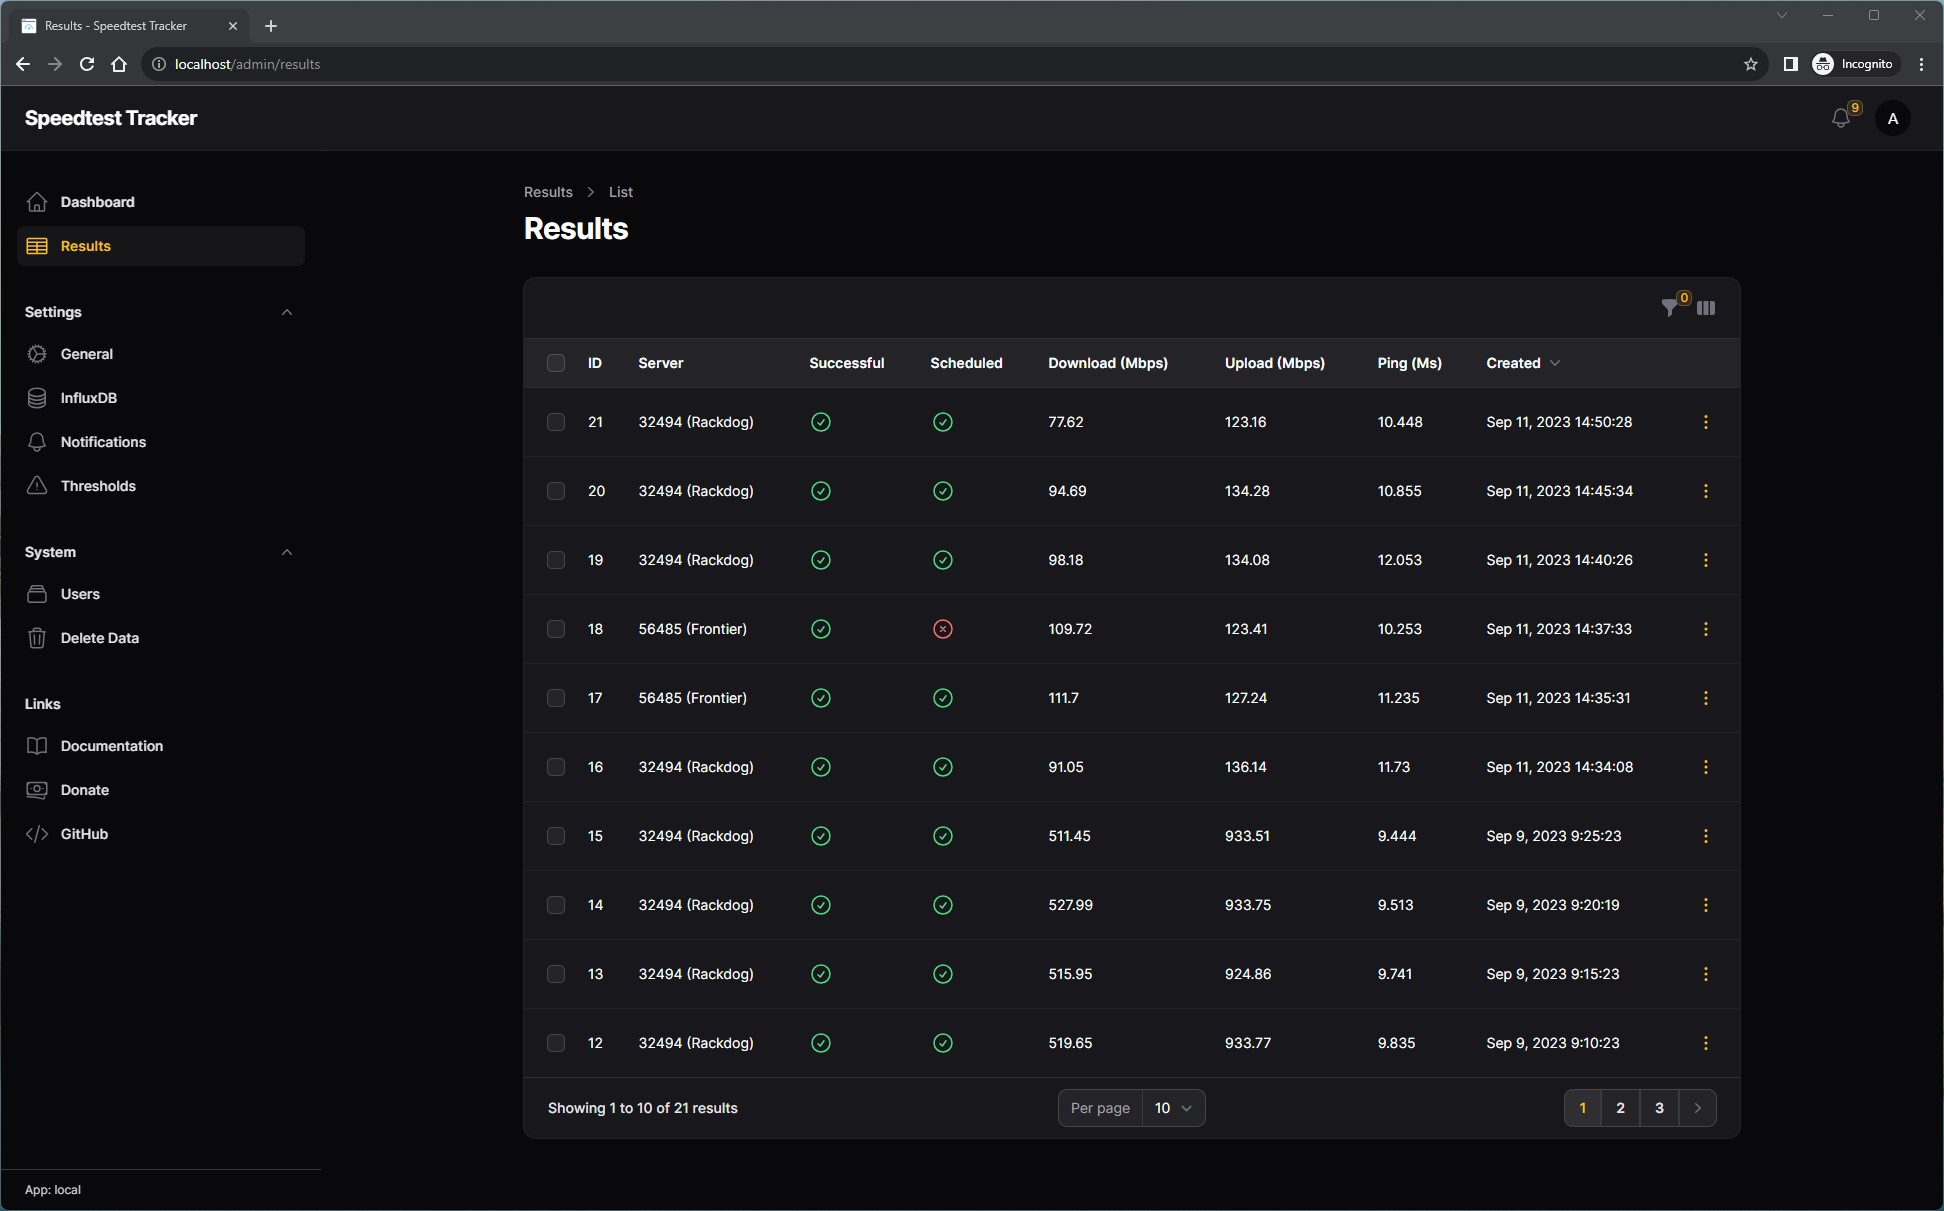 Results - Speedtest Tracker
localhost/admin/results
Incognito
Speedtest Tracker
9
A
Dashboard
Results
Settings
General
InfluxDB
Notifications
Thresholds
System
Users
Delete Data
Links
Documentation
Donate
GitHub
App: local
Results > List
Results
0
ID Server Successful Scheduled Download (Mbps) Upload (Mbps) Ping (Ms) Created
21 32494 (Rackdog) 77.62 123.16 10.448 Sep 11, 2023 14:50:28
20 32494 (Rackdog) 94.69 134.28 10.855 Sep 11, 2023 14:45:34
19 32494 (Rackdog) 98.18 134.08 12.053 Sep 11, 2023 14:40:26
18 56485 (Frontier) 109.72 123.41 10.253 Sep 11, 2023 14:37:33
17 56485 (Frontier) 111.7 127.24 11.235 Sep 11, 2023 14:35:31
16 32494 (Rackdog) 91.05 136.14 11.73 Sep 11, 2023 14:34:08
15 32494 (Rackdog) 511.45 933.51 9.444 Sep 9, 2023 9:25:23
14 32494 (Rackdog) 527.99 933.75 9.513 Sep 9, 2023 9:20:19
13 32494 (Rackdog) 515.95 924.86 9.741 Sep 9, 2023 9:15:23
12 32494 (Rackdog) 519.65 933.77 9.835 Sep 9, 2023 9:10:23
Showing 1 to 10 of 21 results Per page 10 1 2 3